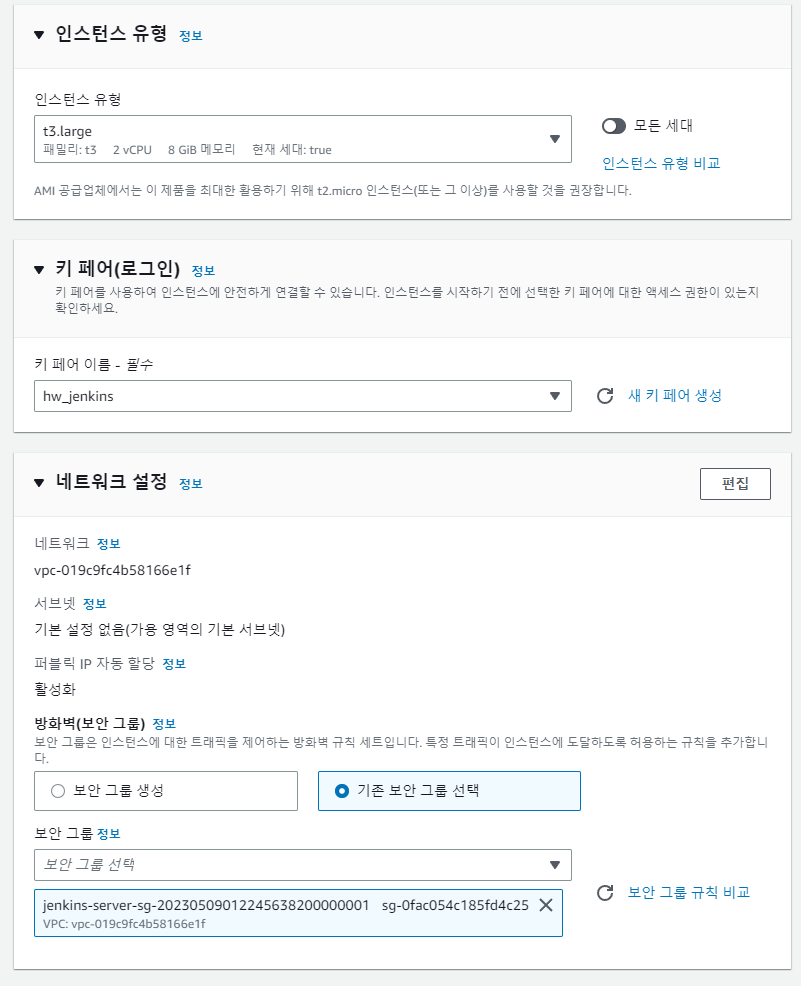 인스턴스 유형 정보
인스턴스 유형
t3.large
패밀리: t3 2 vCPU 8 GiB 메모리 현재 세대: true
모든 세대
인스턴스 유형 비교
AMI 공급업체에서는 이 제품을 최대한 활용하기 위해 t2.micro 인스턴스(또는 그 이상)를 사용할 것을 권장합니다.
키 페어(로그인) 정보
키 페어를 사용하여 인스턴스에 안전하게 연결할 수 있습니다. 인스턴스를 시작하기 전에 선택한 키 페어에 대한 액세스 권한이 있는지
확인하세요.
키 페어 이름 - 필수
hw_jenkins
새 키 페어 생성
네트워크 설정 정보
편집
네트워크 정보
vpc-019c9fc4b58166e1f
서브넷 정보
기본 설정 없음(가용 영역의 기본 서브넷)
퍼블릭 IP 자동 할당 정보
활성화
방화벽(보안 그룹) 정보
보안 그룹은 인스턴스에 대한 트래픽을 제어하는 방화벽 규칙 세트입니다. 특정 트래픽이 인스턴스에 도달하도록 허용하는 규칙을 추가합니
다.
보안 그룹 생성
기존 보안 그룹 선택
보안 그룹 정보
보안 그룹 선택
보안 그룹 규칙 비교
jenkins-server-sg-20230509012245638200000001 sg-0fac054c185fd4c25
VPC: vpc-019c9fc4b58166e1f